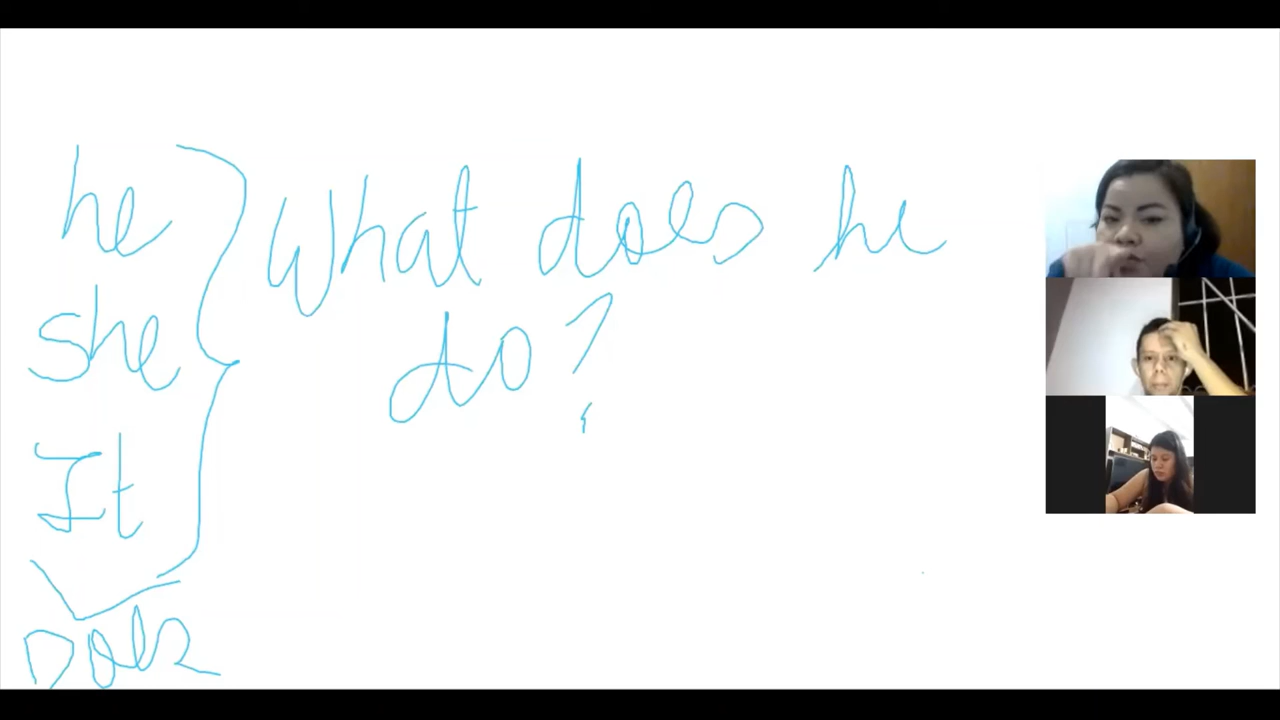 he
she
It
Does
What does he
do?